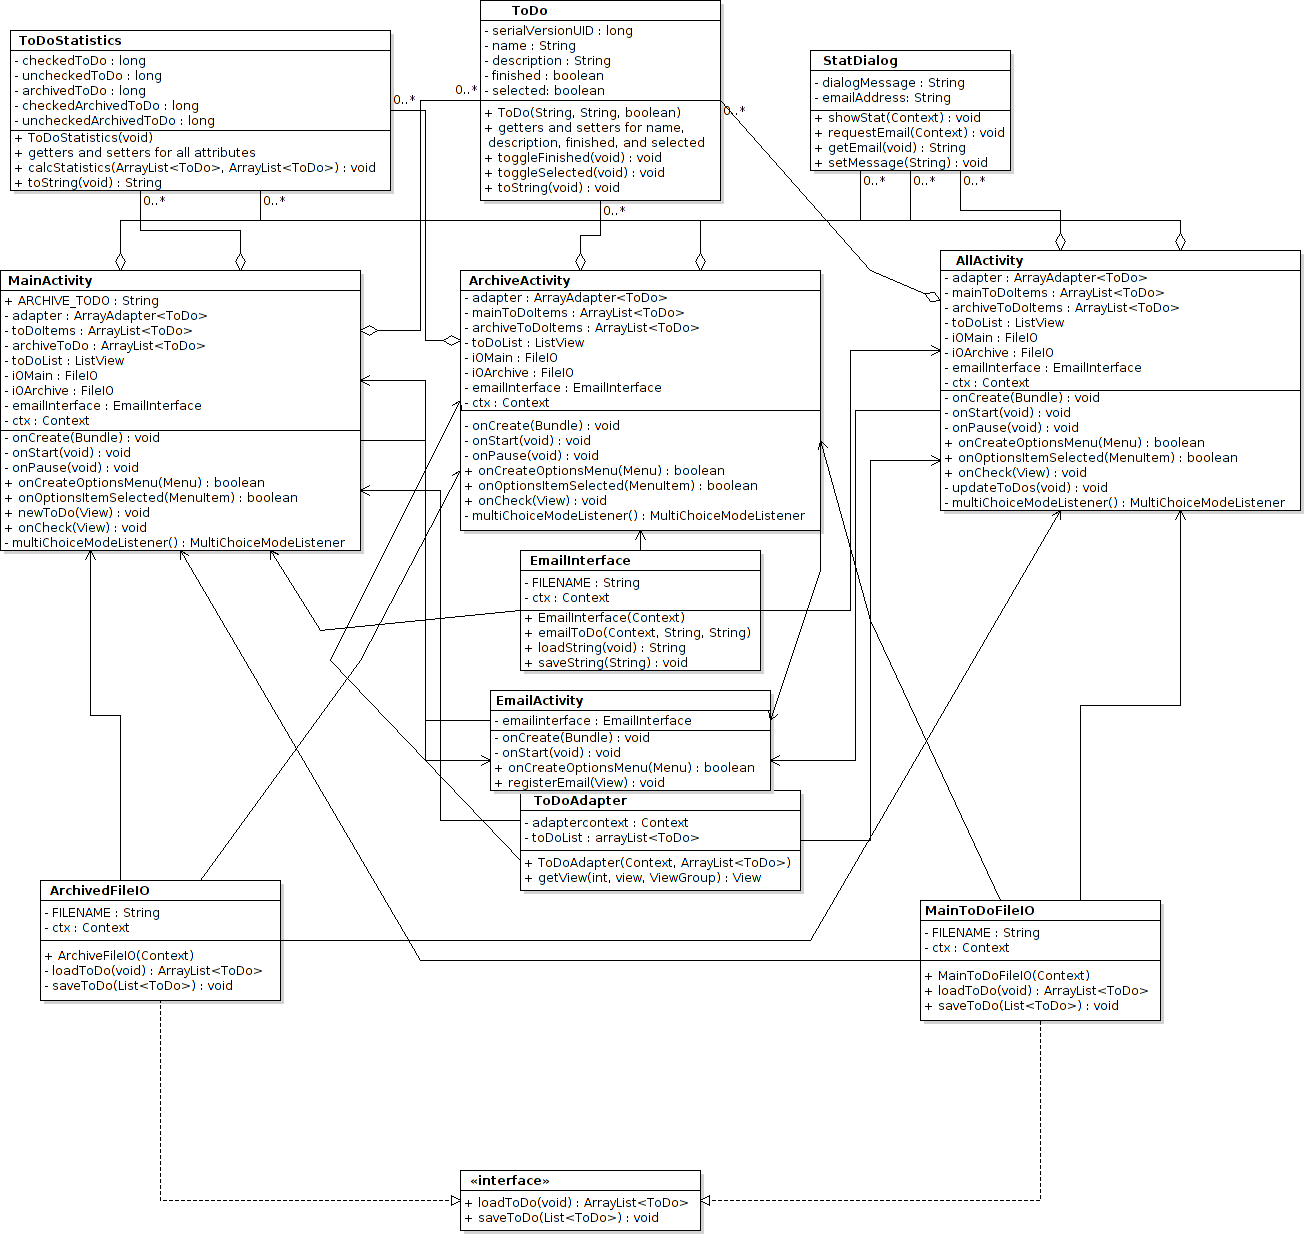 ToDo
- serialVersionUID : long
- name : String
- description : String
- finished : boolean
- selected: boolean
+ ToDo(String, String, boolean)
+ getters and setters for name,
description, finished, and selected
+ toggleFinished(void) : void
+ toggleSelected(void) : void
+ toString(void) : void
ToDoStatistics
- checkedToDo : long
- uncheckedToDo : long
- archivedToDo : long
- checkedArchivedToDo : long
- uncheckedArchivedToDo : long
+ ToDoStatistics(void)
+ getters and setters for all attributes
+ calcStatistics(ArrayList<ToDo>, ArrayList<ToDo>) : void
+ toString(void) : String
StatDialog
- dialogMessage : String
- emailAddress: String
+ showStat(Context) : void
+ requestEmail(Context) : void
+ getEmail(void) : String
+ setMessage(String) : void
0..*
0..*
0..*
0..*
0..*
0..*
0..*
0..*
0..*
MainActivity
+ ARCHIVE_TODO : String
- adapter : ArrayAdapter<ToDo>
- toDoItems : ArrayList<ToDo>
- archiveToDo : ArrayList<ToDo>
- toDoList : ListView
- iOMain : FileIO
- iOArchive : FileIO
- emailInterface : EmailInterface
- ctx : Context
- onCreate(Bundle) : void
- onStart(void) : void
- onPause(void) : void
+ onCreateOptionsMenu(Menu) : boolean
+ onOptionsItemSelected(MenuItem) : boolean
+ newToDo(View) : void
+ onCheck(View) : void
- multiChoiceModeListener() : MultiChoiceModeListener
ArchiveActivity
- adapter : ArrayAdapter<ToDo>
- mainToDoItems : ArrayList<ToDo>
- archiveToDoItems : ArrayList<ToDo>
- toDoList : ListView
- iOMain : FileIO
- iOArchive : FileIO
- emailInterface : EmailInterface
- ctx : Context
- onCreate(Bundle) : void
- onStart(void) : void
- onPause(void) : void
+ onCreateOptionsMenu(Menu) : boolean
+ onOptionsItemSelected(MenuItem) : boolean
+ onCheck(View) : void
- multiChoiceModeListener() : MultiChoiceModeListener
AllActivity
- adapter : ArrayAdapter<ToDo>
- mainToDoItems : ArrayList<ToDo>
- archiveToDoItems : ArrayList<ToDo>
- toDoList : ListView
- iOMain : FileIO
- iOArchive : FileIO
- emailInterface : EmailInterface
- ctx : Context
- onCreate(Bundle) : void
- onStart(void) : void
- onPause(void) : void
+ onCreateOptionsMenu(Menu) : boolean
+ onOptionsItemSelected(MenuItem) : boolean
+ onCheck(View) : void
- updateToDos(void) : void
- multiChoiceModeListener() : MultiChoiceModeListener
EmailInterface
- FILENAME : String
- ctx : Context
+ EmailInterface(Context)
+ emailToDo(Context, String, String)
+ loadString(void) : String
+ saveString(String) : void
EmailActivity
- emailinterface : EmailInterface
- onCreate(Bundle) : void
- onStart(void) : void
+ onCreateOptionsMenu(Menu) : boolean
+ registerEmail(View) : void
ToDoAdapter
- adaptercontext : Context
- toDoList : arrayList<ToDo>
+ ToDoAdapter(Context, ArrayList<ToDo>)
+ getView(int, view, ViewGroup) : View
ArchivedFileIO
- FILENAME : String
- ctx : Context
+ ArchiveFileIO(Context)
- loadToDo(void) : ArrayList<ToDo>
- saveToDo(List<ToDo>) : void
MainToDoFileIO
- FILENAME : String
- ctx : Context
+ MainToDoFileIO(Context)
+ loadToDo(void) : ArrayList<ToDo>
+ saveToDo(List<ToDo>) : void
«interface»
+ loadToDo(void) : ArrayList<ToDo>
+ saveToDo(List<ToDo>) : void